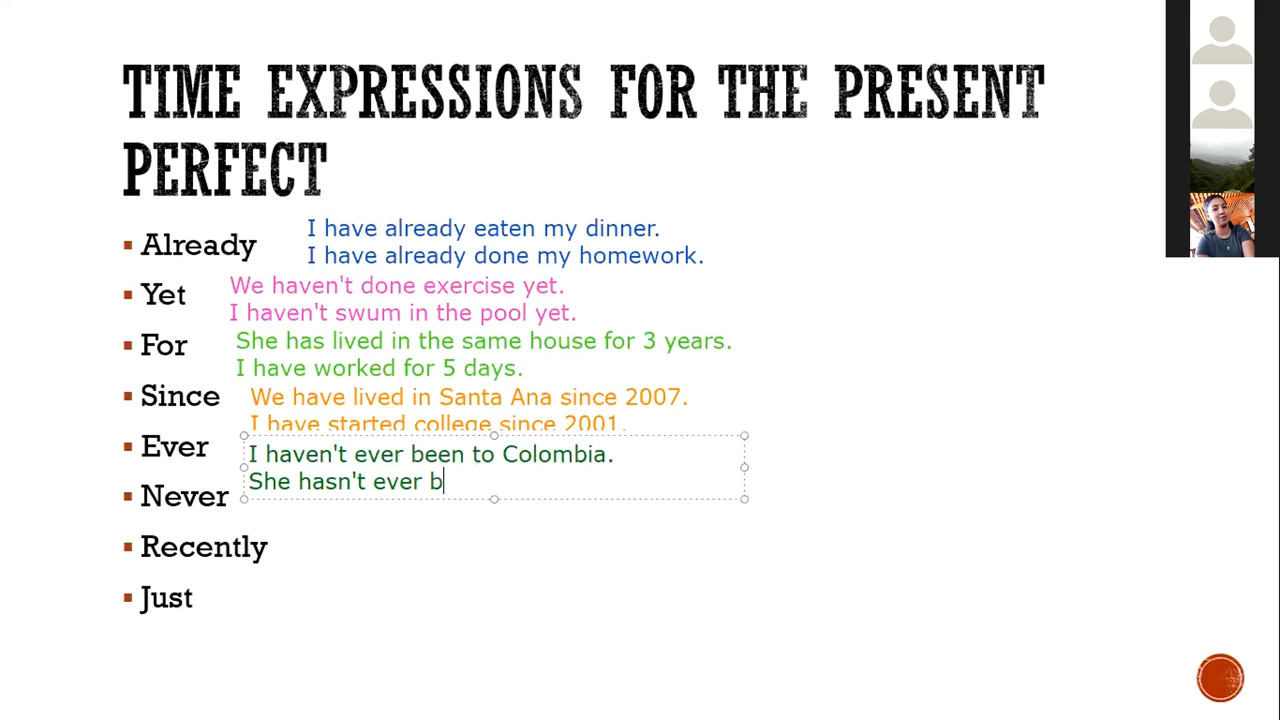 TIME EXPRESSIONS FOR THE PRESENT
PERFECT
Already
I have already eaten my dinner.
I have already done my homework.
Yet
We haven't done exercise yet.
I haven't swum in the pool yet.
For
She has lived in the same house for 3 years.
I have worked for 5 days.
Since
We have lived in Santa Ana since 2007.
I have started college since 2001.
Ever
I haven't ever been to Colombia.
She hasn't ever b
Never
Recently
Just